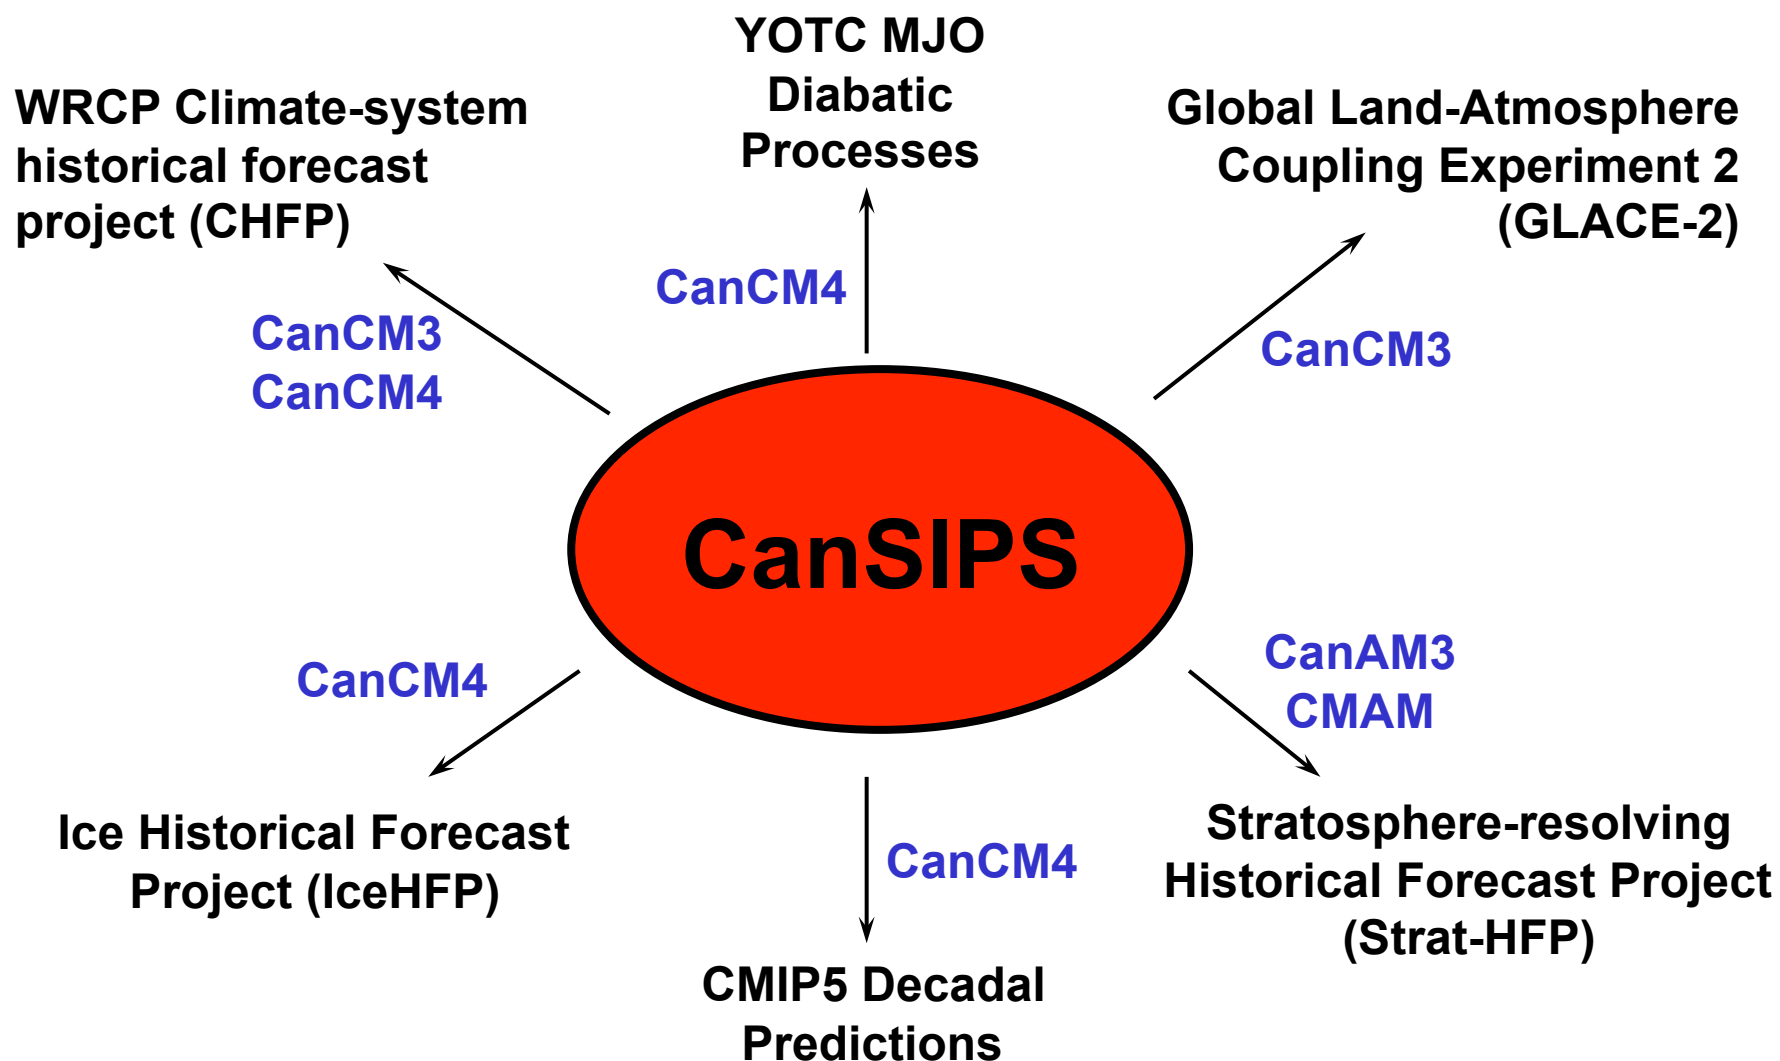 YOTC MJO
Diabatic
Processes
WRCP Climate-system
historical forecast
project (CHFP)
Global Land-Atmosphere
Coupling Experiment 2
(GLACE-2)
CanCM4
CanCM3
CanCM4
CanCM3
CanSIPS
CanCM4
CanAM3
CMAM
Ice Historical Forecast
Project (IceHFP)
CanCM4
Stratosphere-resolving
Historical Forecast Project
(Strat-HFP)
CMIP5 Decadal
Predictions